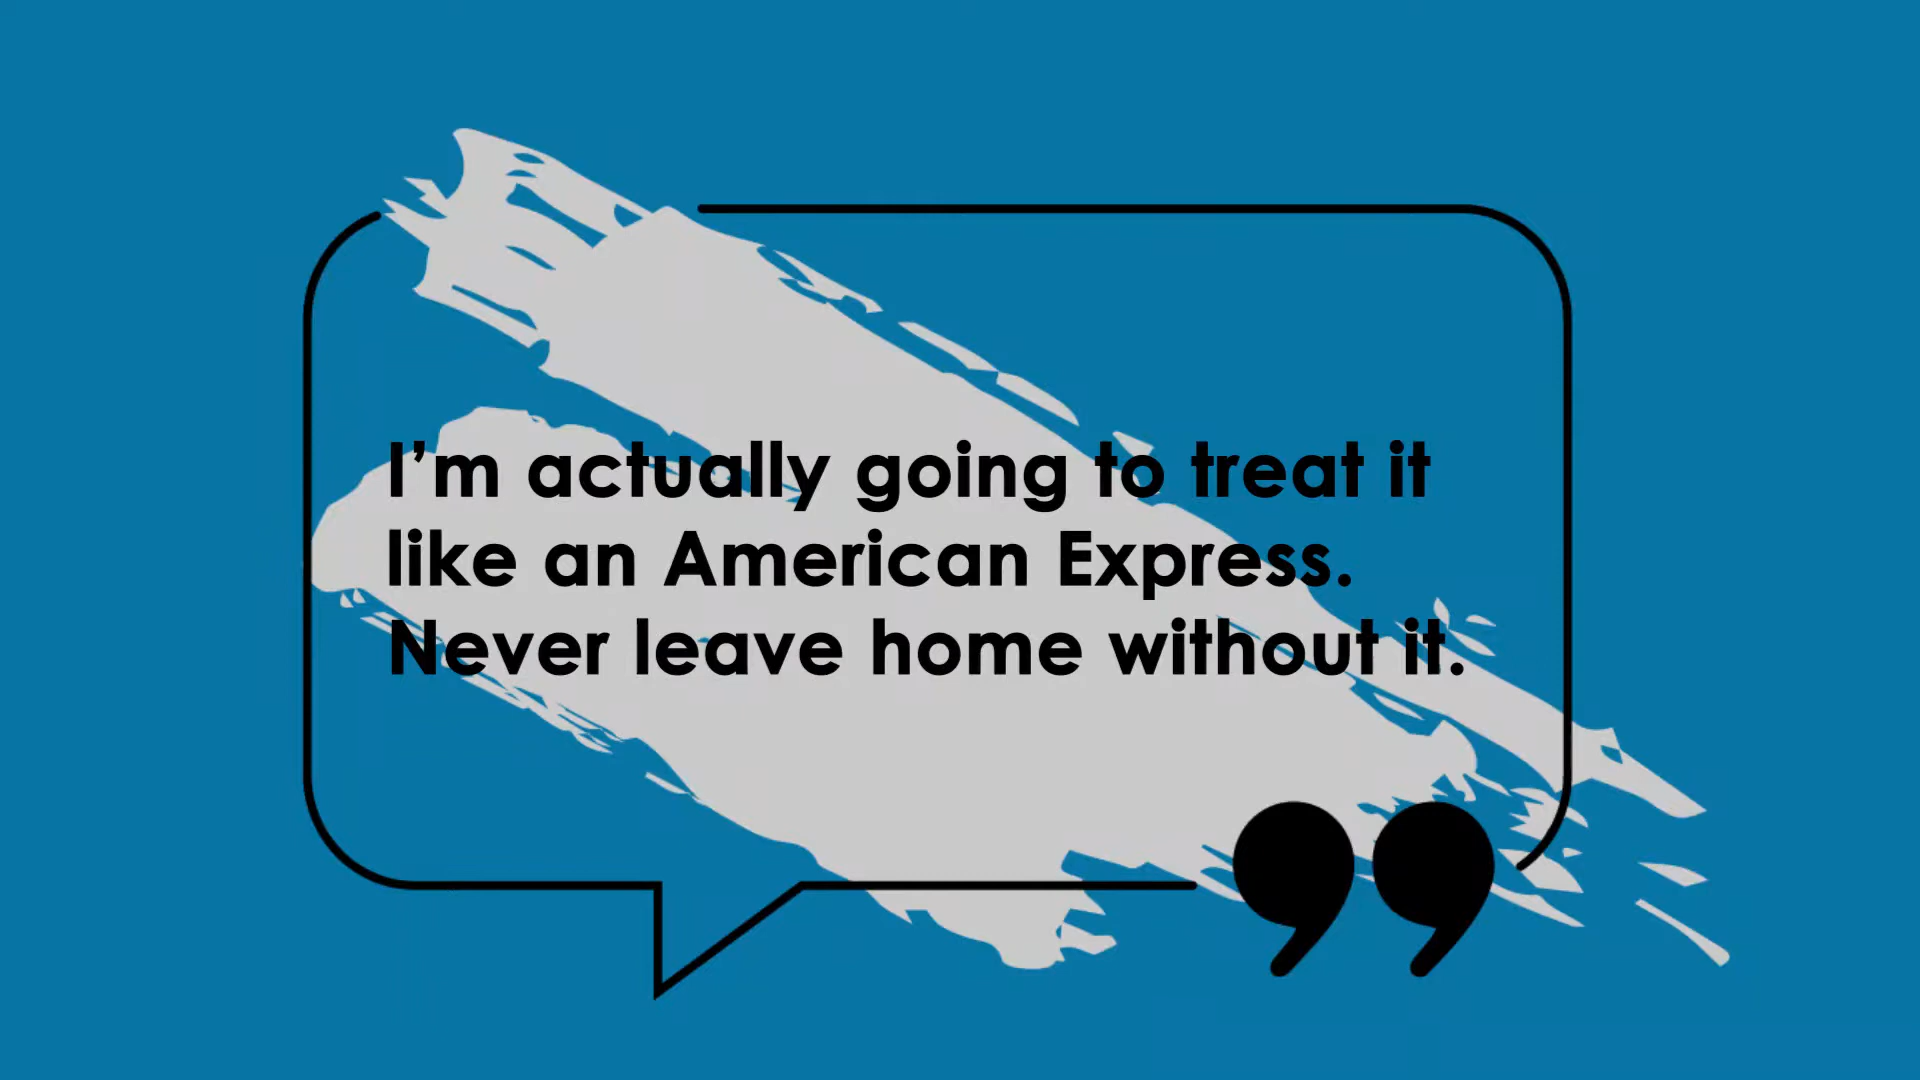 I’m actually going to treat it
like an American Express.
Never leave home without it.